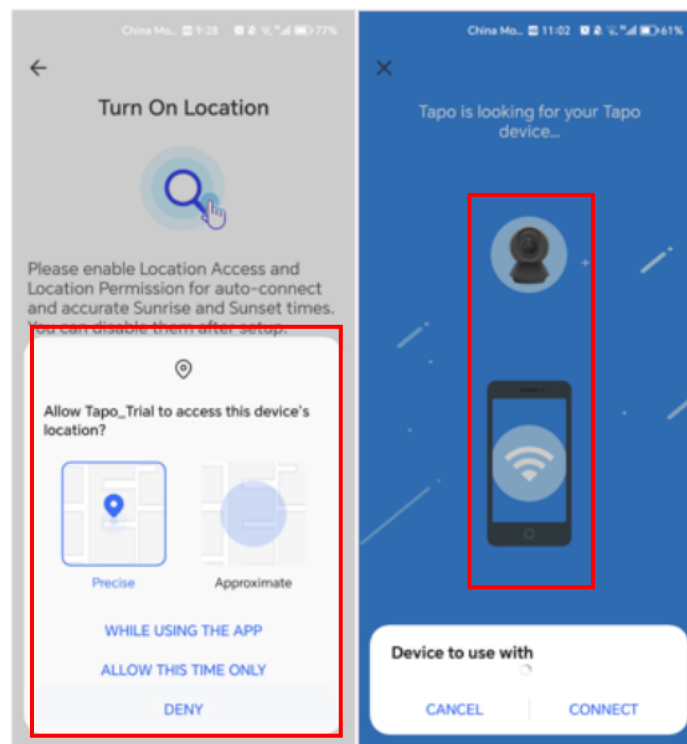 China Mo... HD 9:28 77%
Turn On Location
Please enable Location Access and
Location Permission for auto-connect
and accurate Sunrise and Sunset times.
You can disable them after setup.
Allow Tapo_Trial to access this device's
location?
Precise
Approximate
WHILE USING THE APP
ALLOW THIS TIME ONLY
DENY
China Mo... HD 11:02 61%
Tapo is looking for your Tapo
device...
Device to use with
CANCEL
CONNECT